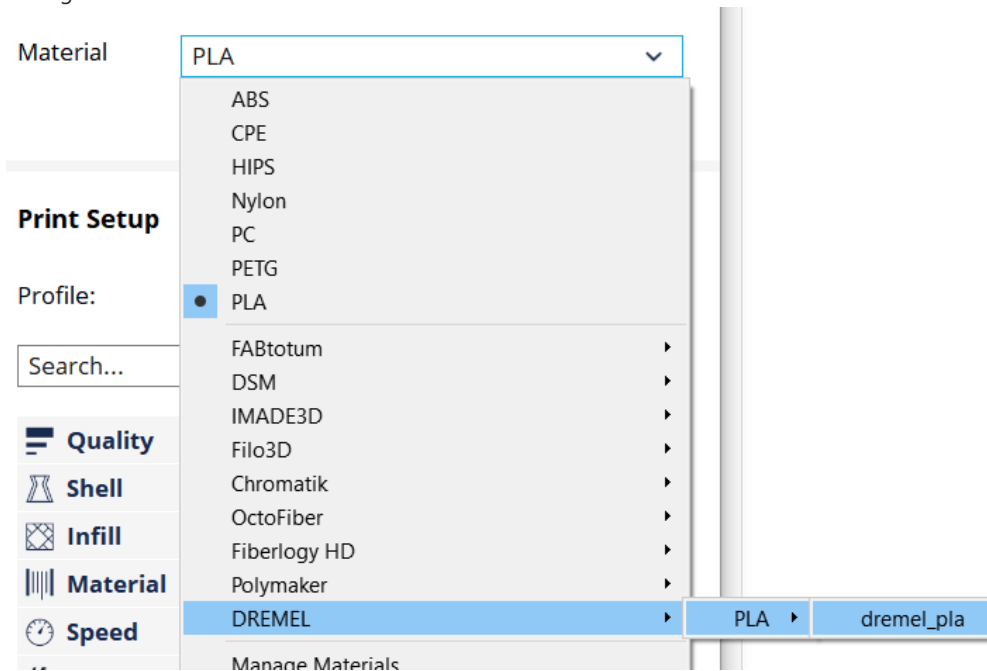 Material PLA
ABS
CPE
HIPS
Nylon
Print Setup
PC
PETG
Profile:
PLA
FABtotum
Search...
DSM
IMADE3D
Quality
Filo3D
Shell
Chromatik
OctoFiber
Infill
Fiberlogy HD
Material
Polymaker
DREMEL PLA dremel_pla
Speed
Manage Materials